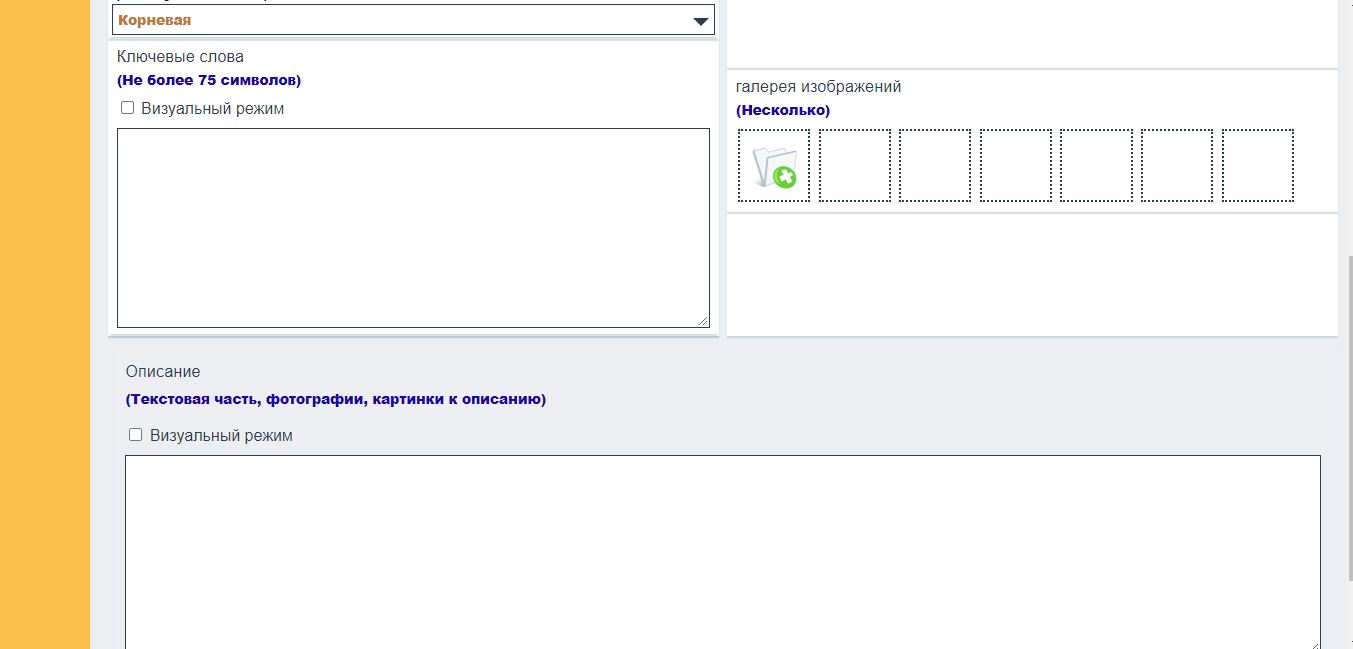 Корневая
Ключевые слова
(Не более 75 символов)
Визуальный режим
галерея изображений
(Несколько)
Описание
(Текстовая часть, фотографии, картинки к описанию)
Визуальный режим